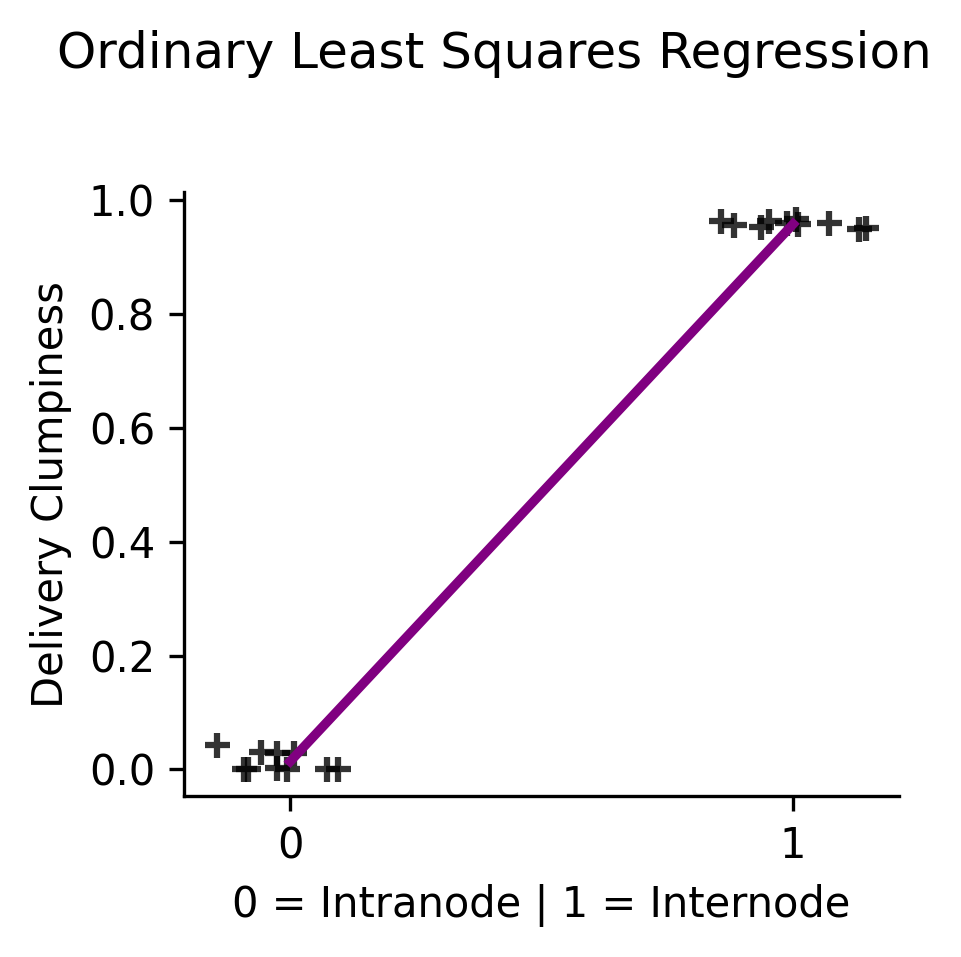 Ordinary Least Squares Regression
1.0
0.8
0.6
0.4
0.2
0.0
Delivery Clumpiness
0
1
0 = Intranode | 1 = Internode